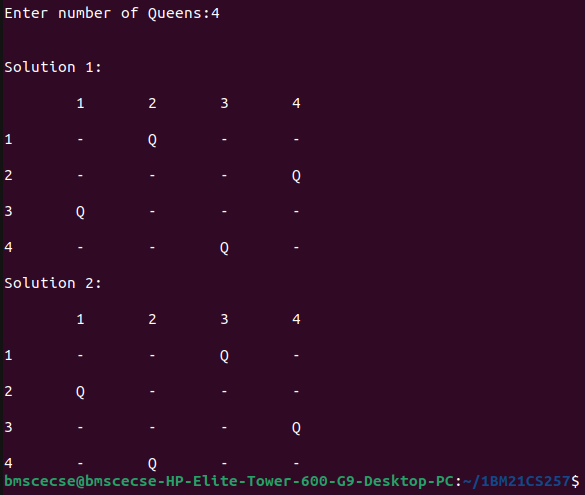 Enter number of Queens:4
Solution 1:
1 2 3 4
1 - Q - -
2 - - - Q
3 Q - - -
4 - - Q -
Solution 2:
1 2 3 4
1 - - Q -
2 Q - - -
3 - - - Q
4 - Q - -
bmscecse@bmscecse-HP-Elite-Tower-600-G9-Desktop-PC:~/1BM21CS257$